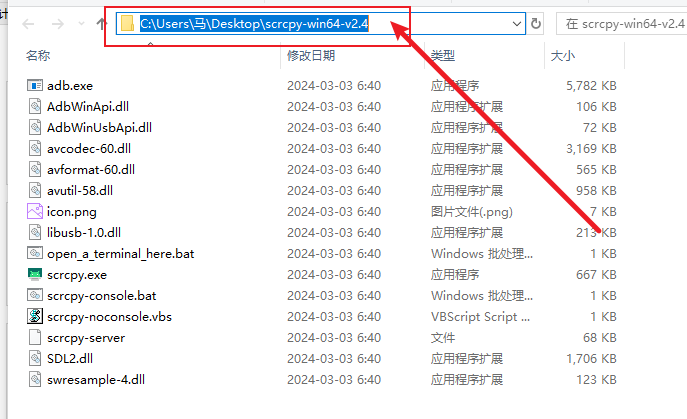 计
C:\Users\马\Desktop\scrcpy-win64-v2.4 在 scrcpy-win64-v2.4
名称 修改日期 类型 大小
adb.exe 2024-03-03 6:40 应用程序 5,782 KB
AdbWinApi.dll 2024-03-03 6:40 应用程序扩展 106 KB
AdbWinUsbApi.dll 2024-03-03 6:40 应用程序扩展 72 KB
avcodec-60.dll 2024-03-03 6:40 应用程序扩展 3,169 KB
avformat-60.dll 2024-03-03 6:40 应用程序扩展 565 KB
avutil-58.dll 2024-03-03 6:40 应用程序扩展 958 KB
icon.png 2024-03-03 6:40 图片文件(.png) 7 KB
libusb-1.0.dll 2024-03-03 6:40 应用程序扩展 213 KB
open_a_terminal_here.bat 2024-03-03 6:40 Windows 批处理... 1 KB
scrcpy.exe 2024-03-03 6:40 应用程序 667 KB
scrcpy-console.bat 2024-03-03 6:40 Windows 批处理... 1 KB
scrcpy-noconsole.vbs 2024-03-03 6:40 VBScript Script ... 1 KB
scrcpy-server 2024-03-03 6:40 文件 68 KB
SDL2.dll 2024-03-03 6:40 应用程序扩展 1,706 KB
swresample-4.dll 2024-03-03 6:40 应用程序扩展 123 KB